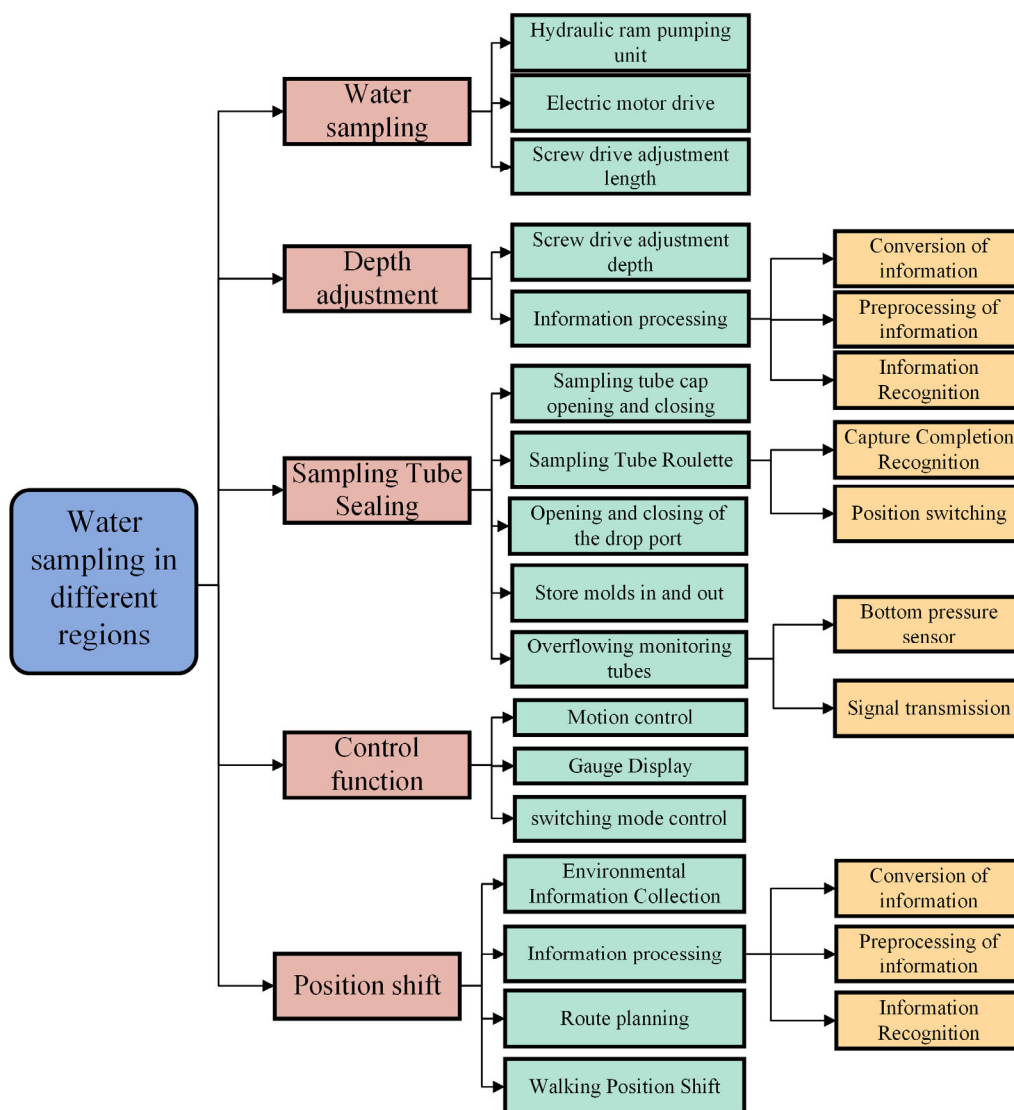 Water
sampling in
different
regions
Water
sampling
Hydraulic ram pumping
unit
Electric motor drive
Screw drive adjustment
length
Depth
adjustment
Screw drive adjustment
depth
Information processing
Conversion of
information
Preprocessing of
information
Information
Recognition
Sampling Tube
Sealing
Sampling tube cap
opening and closing
Sampling Tube Roulette
Capture Completion
Recognition
Position switching
Opening and closing of
the drop port
Store molds in and out
Overflowing monitoring
tubes
Bottom pressure
sensor
Signal transmission
Control
function
Motion control
Gauge Display
switching mode control
Position shift
Environmental
Information Collection
Information processing
Conversion of
information
Preprocessing of
information
Information
Recognition
Route planning
Walking Position Shift